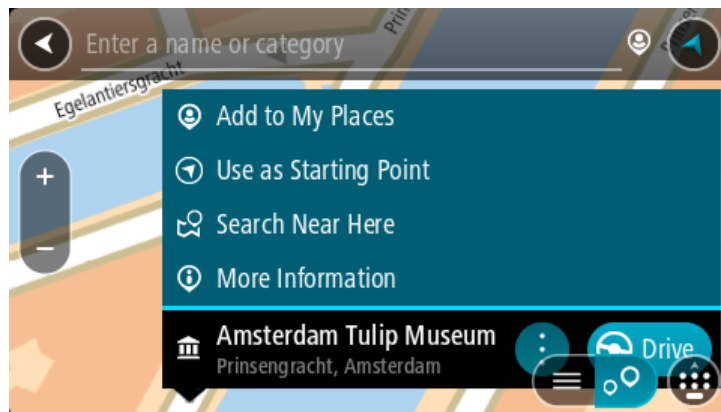 Enter a name or category
Egelantiersgracht
Add to My Places
Use as Starting Point
Search Near Here
More Information
Amsterdam Tulip Museum
Prinsengracht, Amsterdam
Drive